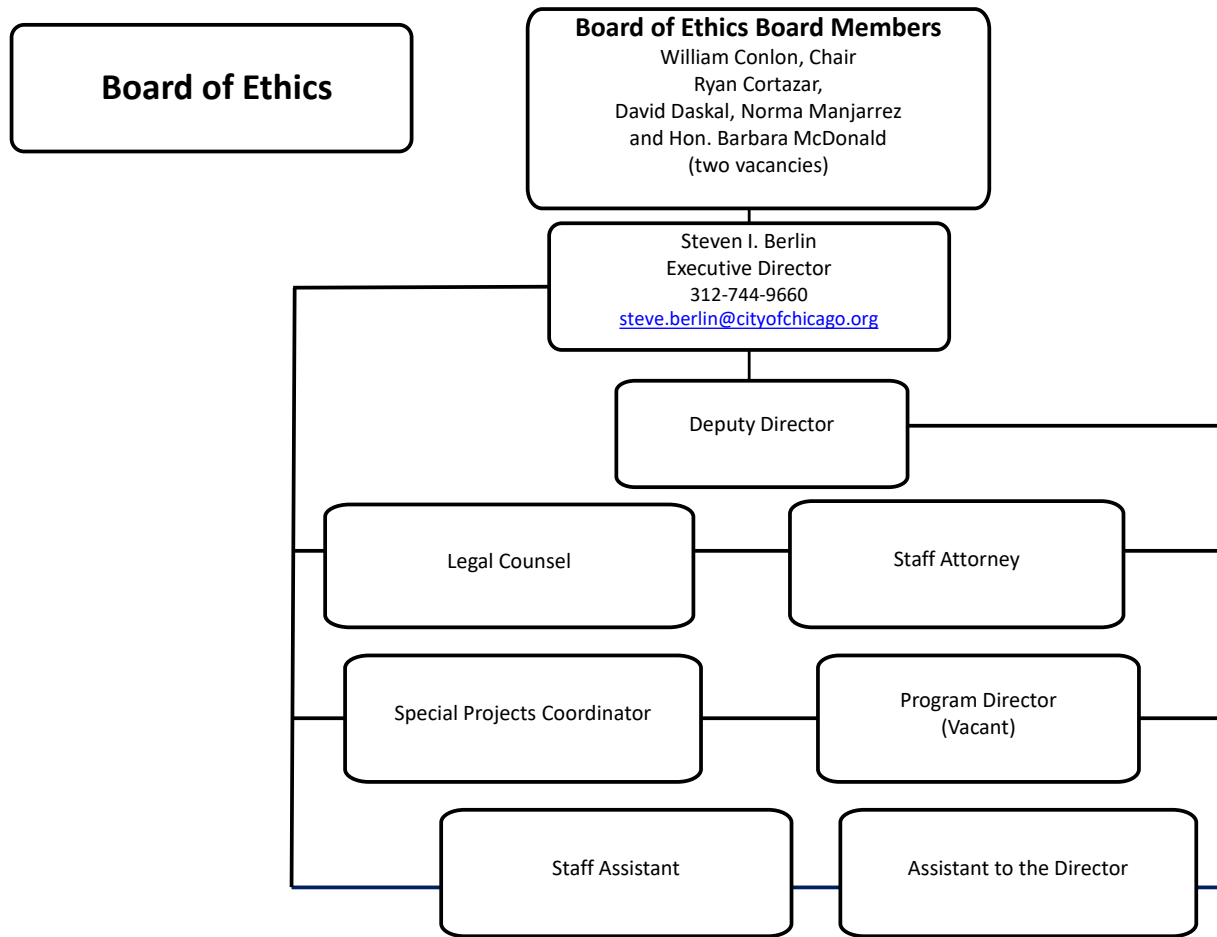 Board of Ethics
Board of Ethics Board Members
William Conlon, Chair
Ryan Cortazar,
David Daskal, Norma Manjarrez
and Hon. Barbara McDonald
(two vacancies)
Steven I. Berlin
Executive Director
312-744-9660
steve.berlin@cityofchicago.org
Deputy Director
Legal Counsel
Staff Attorney
Special Projects Coordinator
Program Director
(Vacant)
Staff Assistant
Assistant to the Director